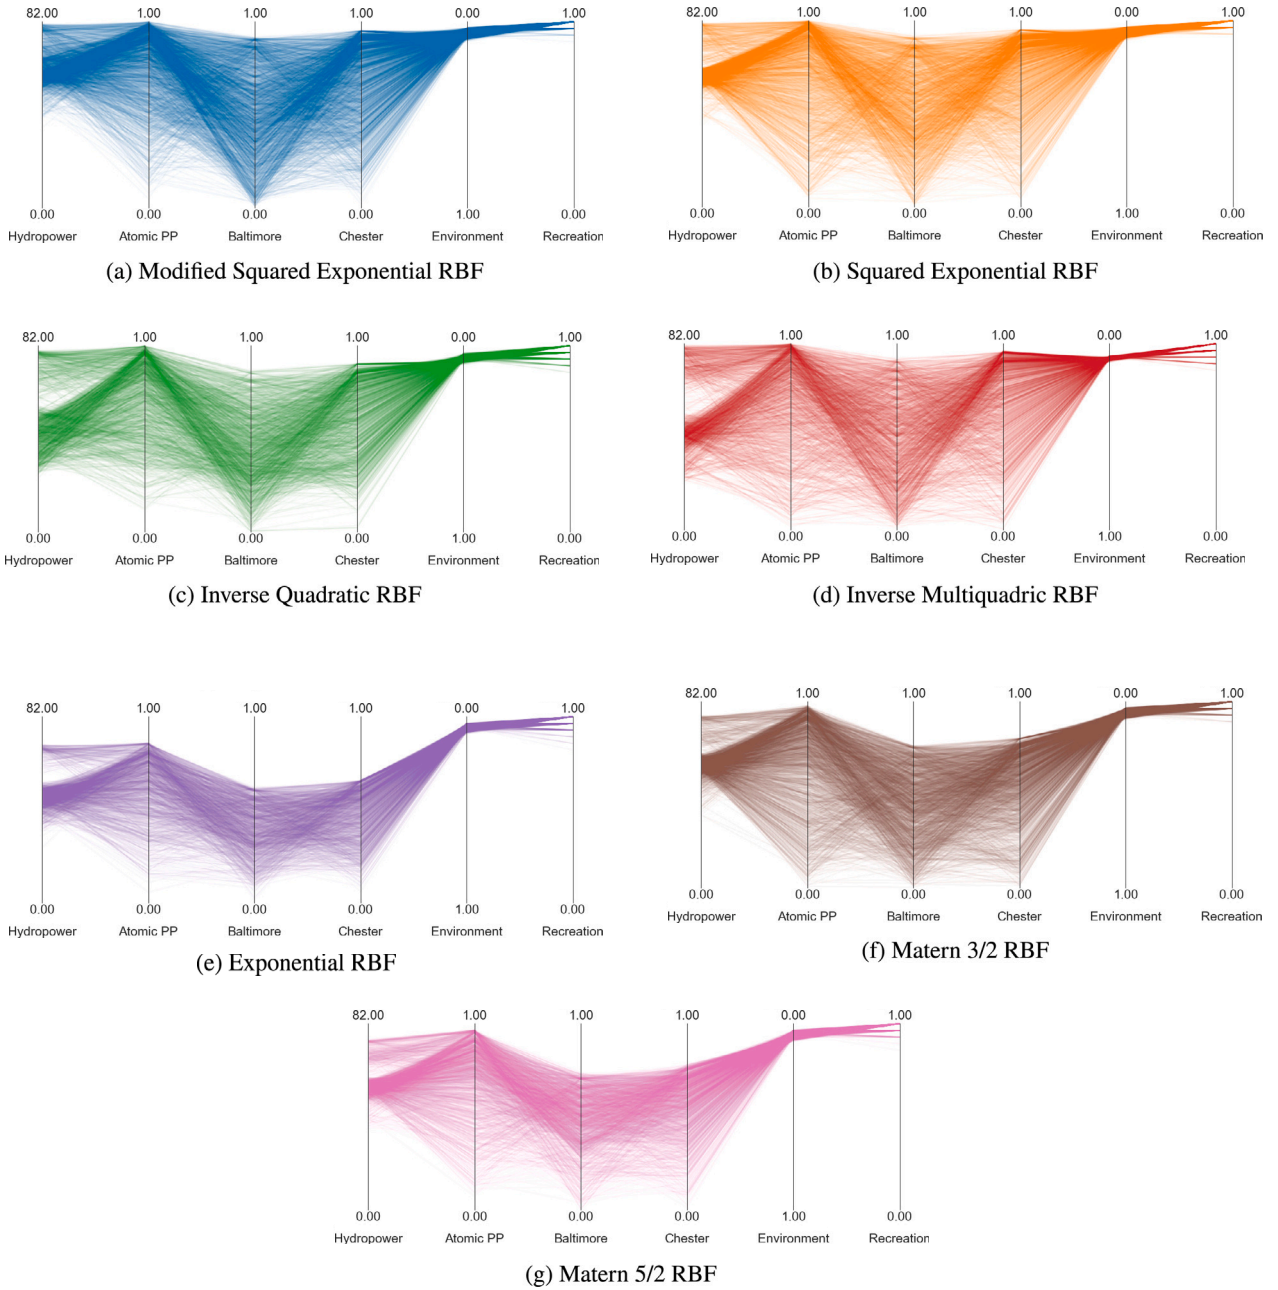 82.00 1.00 1.00 1.00 0.00 1.00
0.00 0.00 0.00 0.00 1.00 0.00
Hydropower Atomic PP Baltimore Chester Environment Recreation
(a) Modified Squared Exponential RBF
82.00 1.00 1.00 1.00 0.00 1.00
0.00 0.00 0.00 0.00 1.00 0.00
Hydropower Atomic PP Baltimore Chester Environment Recreation
(b) Squared Exponential RBF
82.00 1.00 1.00 1.00 0.00 1.00
0.00 0.00 0.00 0.00 1.00 0.00
Hydropower Atomic PP Baltimore Chester Environment Recreation
(c) Inverse Quadratic RBF
82.00 1.00 1.00 1.00 0.00 1.00
0.00 0.00 0.00 0.00 1.00 0.00
Hydropower Atomic PP Baltimore Chester Environment Recreation
(d) Inverse Multiquadric RBF
82.00 1.00 1.00 1.00 0.00 1.00
0.00 0.00 0.00 0.00 1.00 0.00
Hydropower Atomic PP Baltimore Chester Environment Recreation
(e) Exponential RBF
82.00 1.00 1.00 1.00 0.00 1.00
0.00 0.00 0.00 0.00 1.00 0.00
Hydropower Atomic PP Baltimore Chester Environment Recreation
(f) Matern 3/2 RBF
82.00 1.00 1.00 1.00 0.00 1.00
0.00 0.00 0.00 0.00 1.00 0.00
Hydropower Atomic PP Baltimore Chester Environment Recreation
(g) Matern 5/2 RBF